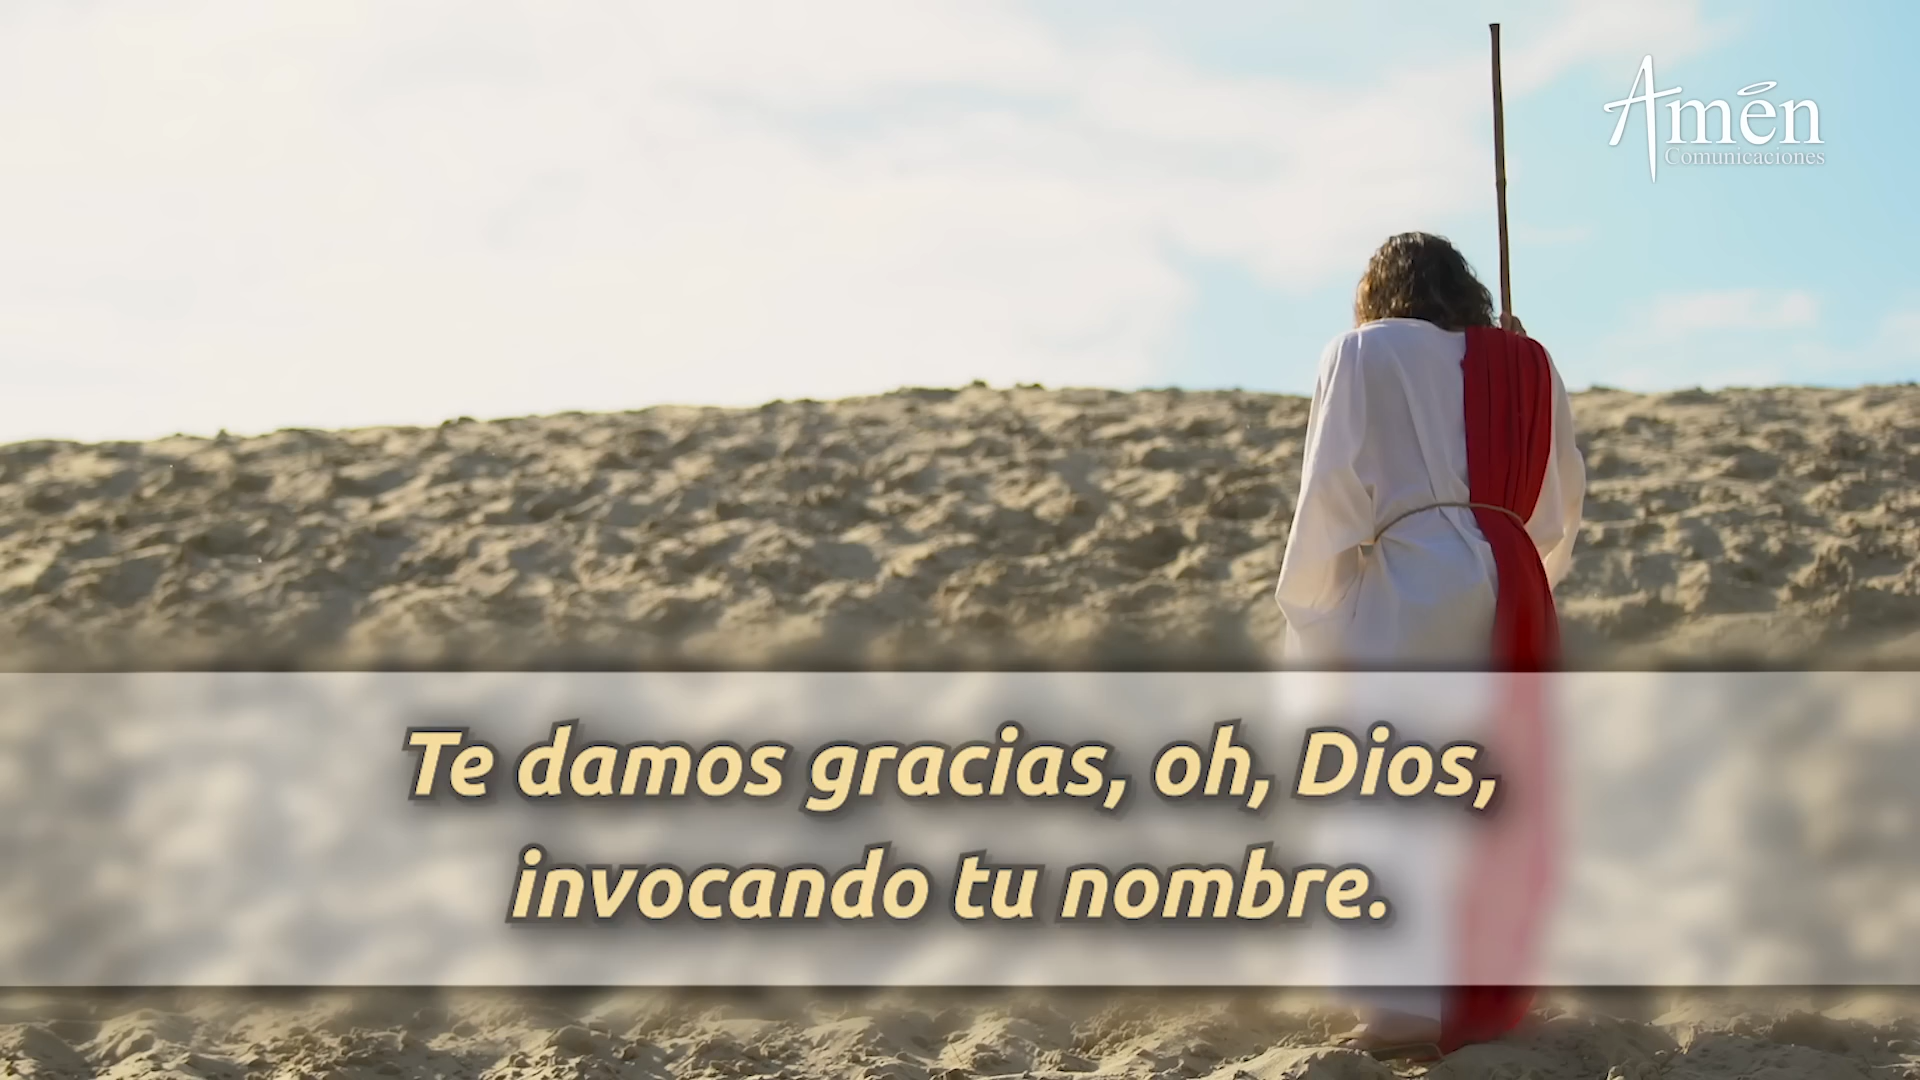 Amén
Comunicaciones
Te damos gracias, oh, Dios,
invocando tu nombre.